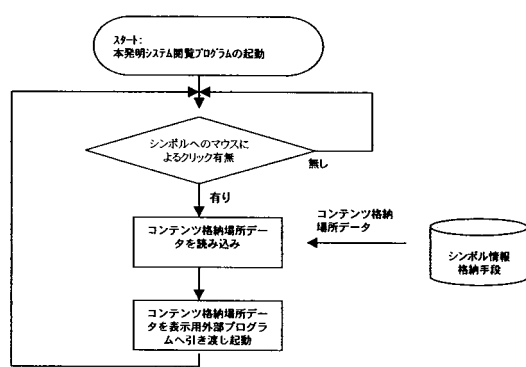 スタート:
本発明システム閲覧プログラムの起動
シンボルへのマウスに
よるクリック有無
無し
有り
コンテンツ格納場所デー
タを読み込み
コンテンツ格納
場所データ
シンボル情報
格納手段
コンテンツ格納場所デー
タを表示用外部プログラ
ムへ引き渡し起動